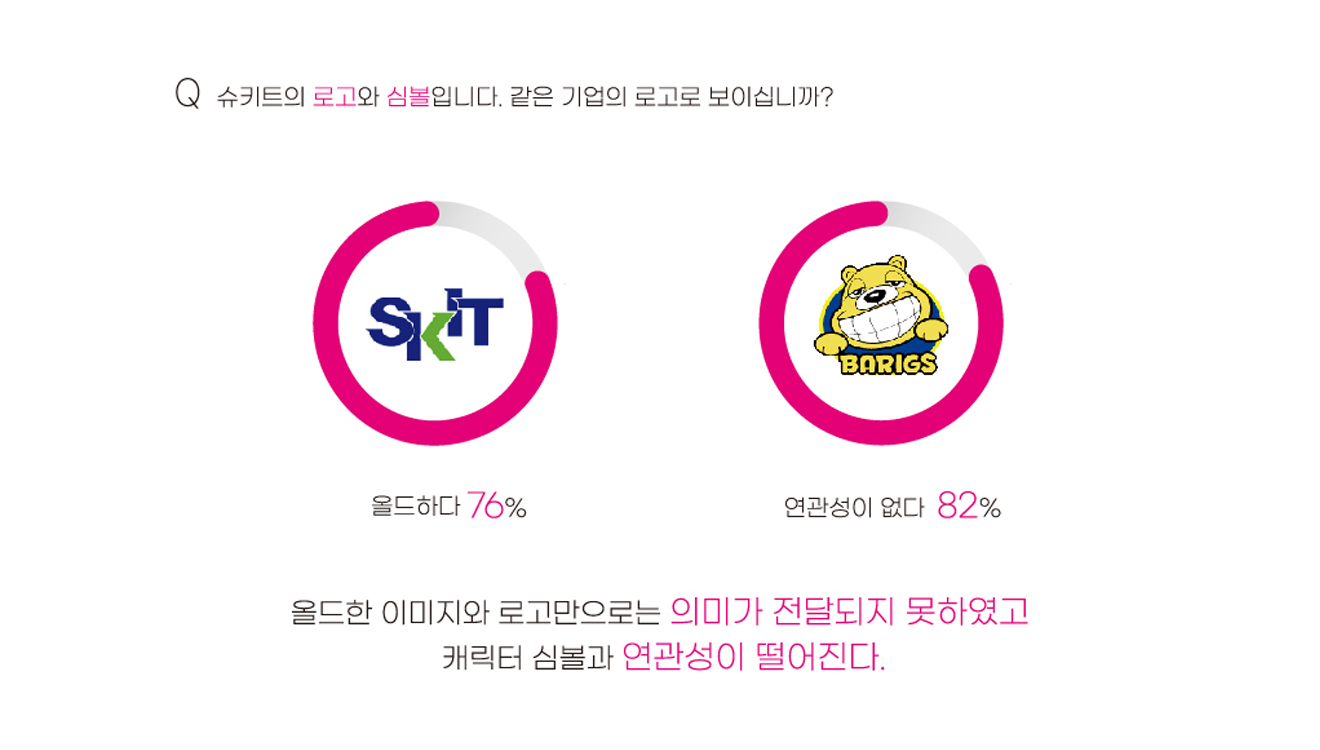 Q 슈키트의 로고와 심볼입니다. 같은 기업의 로고로 보이십니까?
SKIT
BARIGS
올드하다 76%
연관성이 없다 82%
올드한 이미지와 로고만으로는 의미가 전달되지 못하였고
캐릭터 심볼과 연관성이 떨어진다.